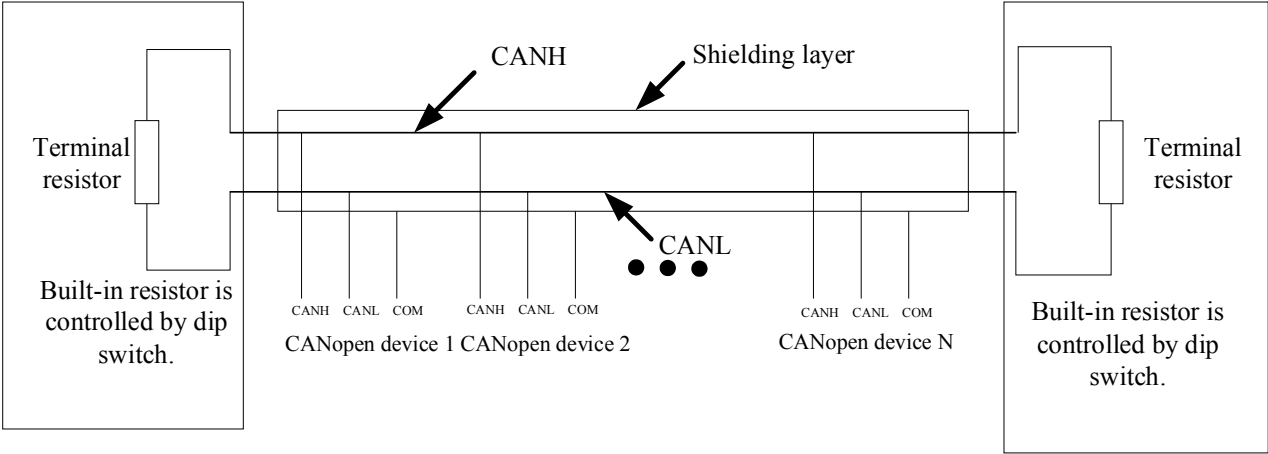 CANH
Shielding layer
Terminal
resistor
Terminal
resistor
CANL
Built-in resistor is
controlled by dip
switch.
CANH CANL COM
CANH CANL COM
CANH CANL COM
CANopen device 1
CANopen device 2
CANopen device N
Built-in resistor is
controlled by dip
switch.